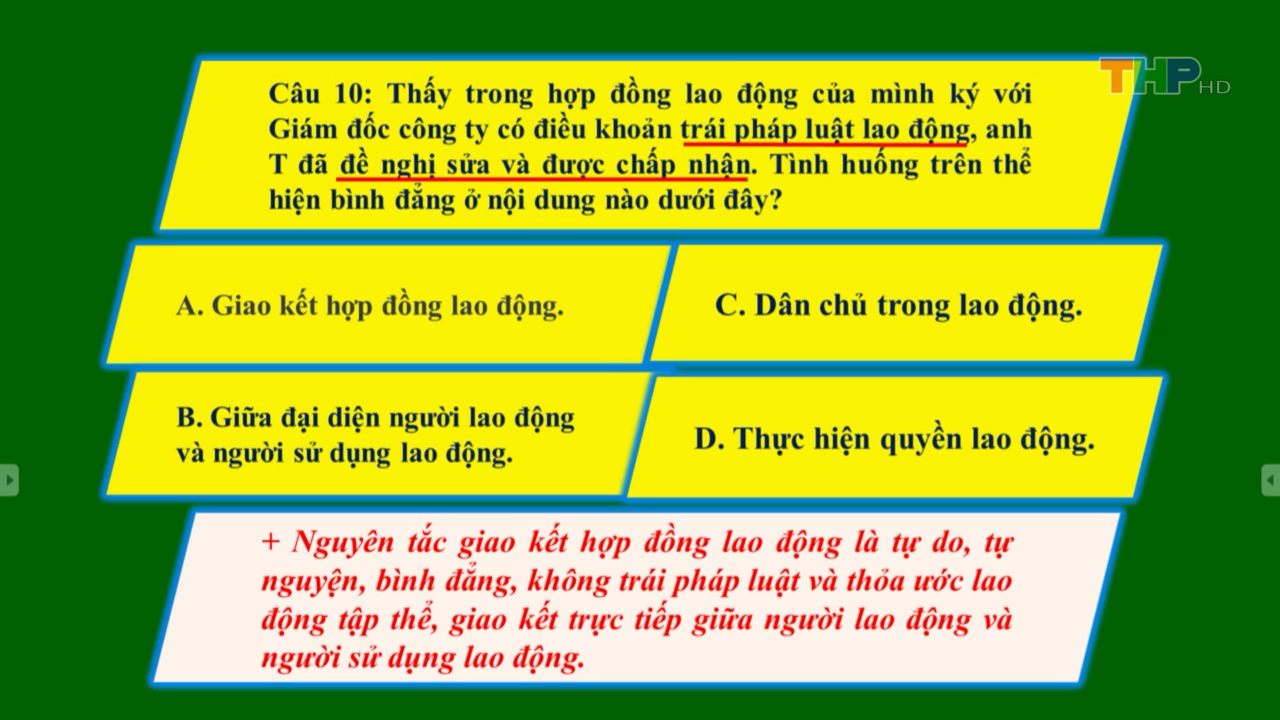 THP HD
Câu 10: Thấy trong hợp đồng lao động của mình ký với
Giám đốc công ty có điều khoản trái pháp luật lao động, anh
T đã đề nghị sửa và được chấp nhận. Tình huống trên thể
hiện bình đẳng ở nội dung nào dưới đây?
A. Giao kết hợp đồng lao động.
C. Dân chủ trong lao động.
B. Giữa đại diện người lao động
và người sử dụng lao động.
D. Thực hiện quyền lao động.
+ Nguyên tắc giao kết hợp đồng lao động là tự do, tự
nguyện, bình đẳng, không trái pháp luật và thỏa ước lao
động tập thể, giao kết trực tiếp giữa người lao động và
người sử dụng lao động.